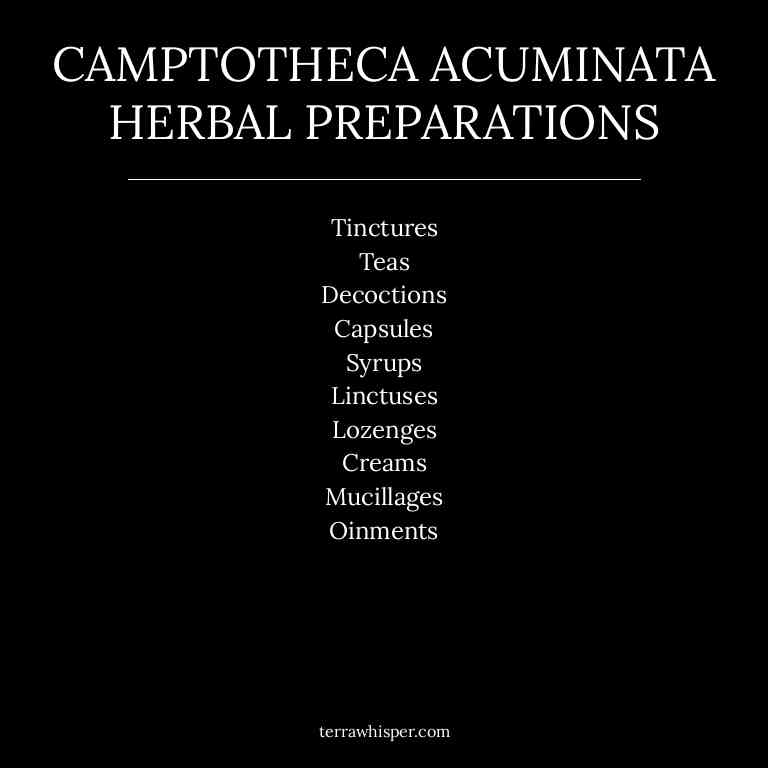 CAMPTOTHECA ACUMINATA
HERBAL PREPARATIONS
Tinctures
Teas
Decoctions
Capsules
Syrups
Linctuses
Lozenges
Creams
Mucillages
Oinments
terrawhisper.com